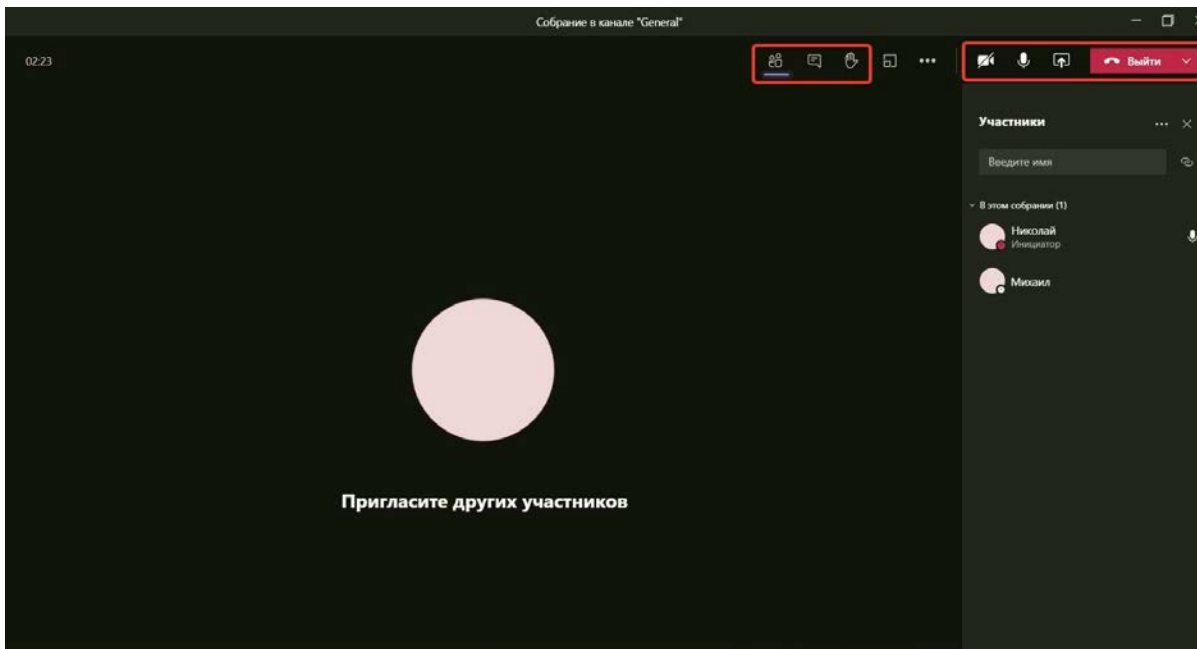 Собрание в канале "General"
02:23
Выйти
Участники
Введите имя
В этом собрании (1)
Николай
Инициатор
Михаил
Пригласите других участников